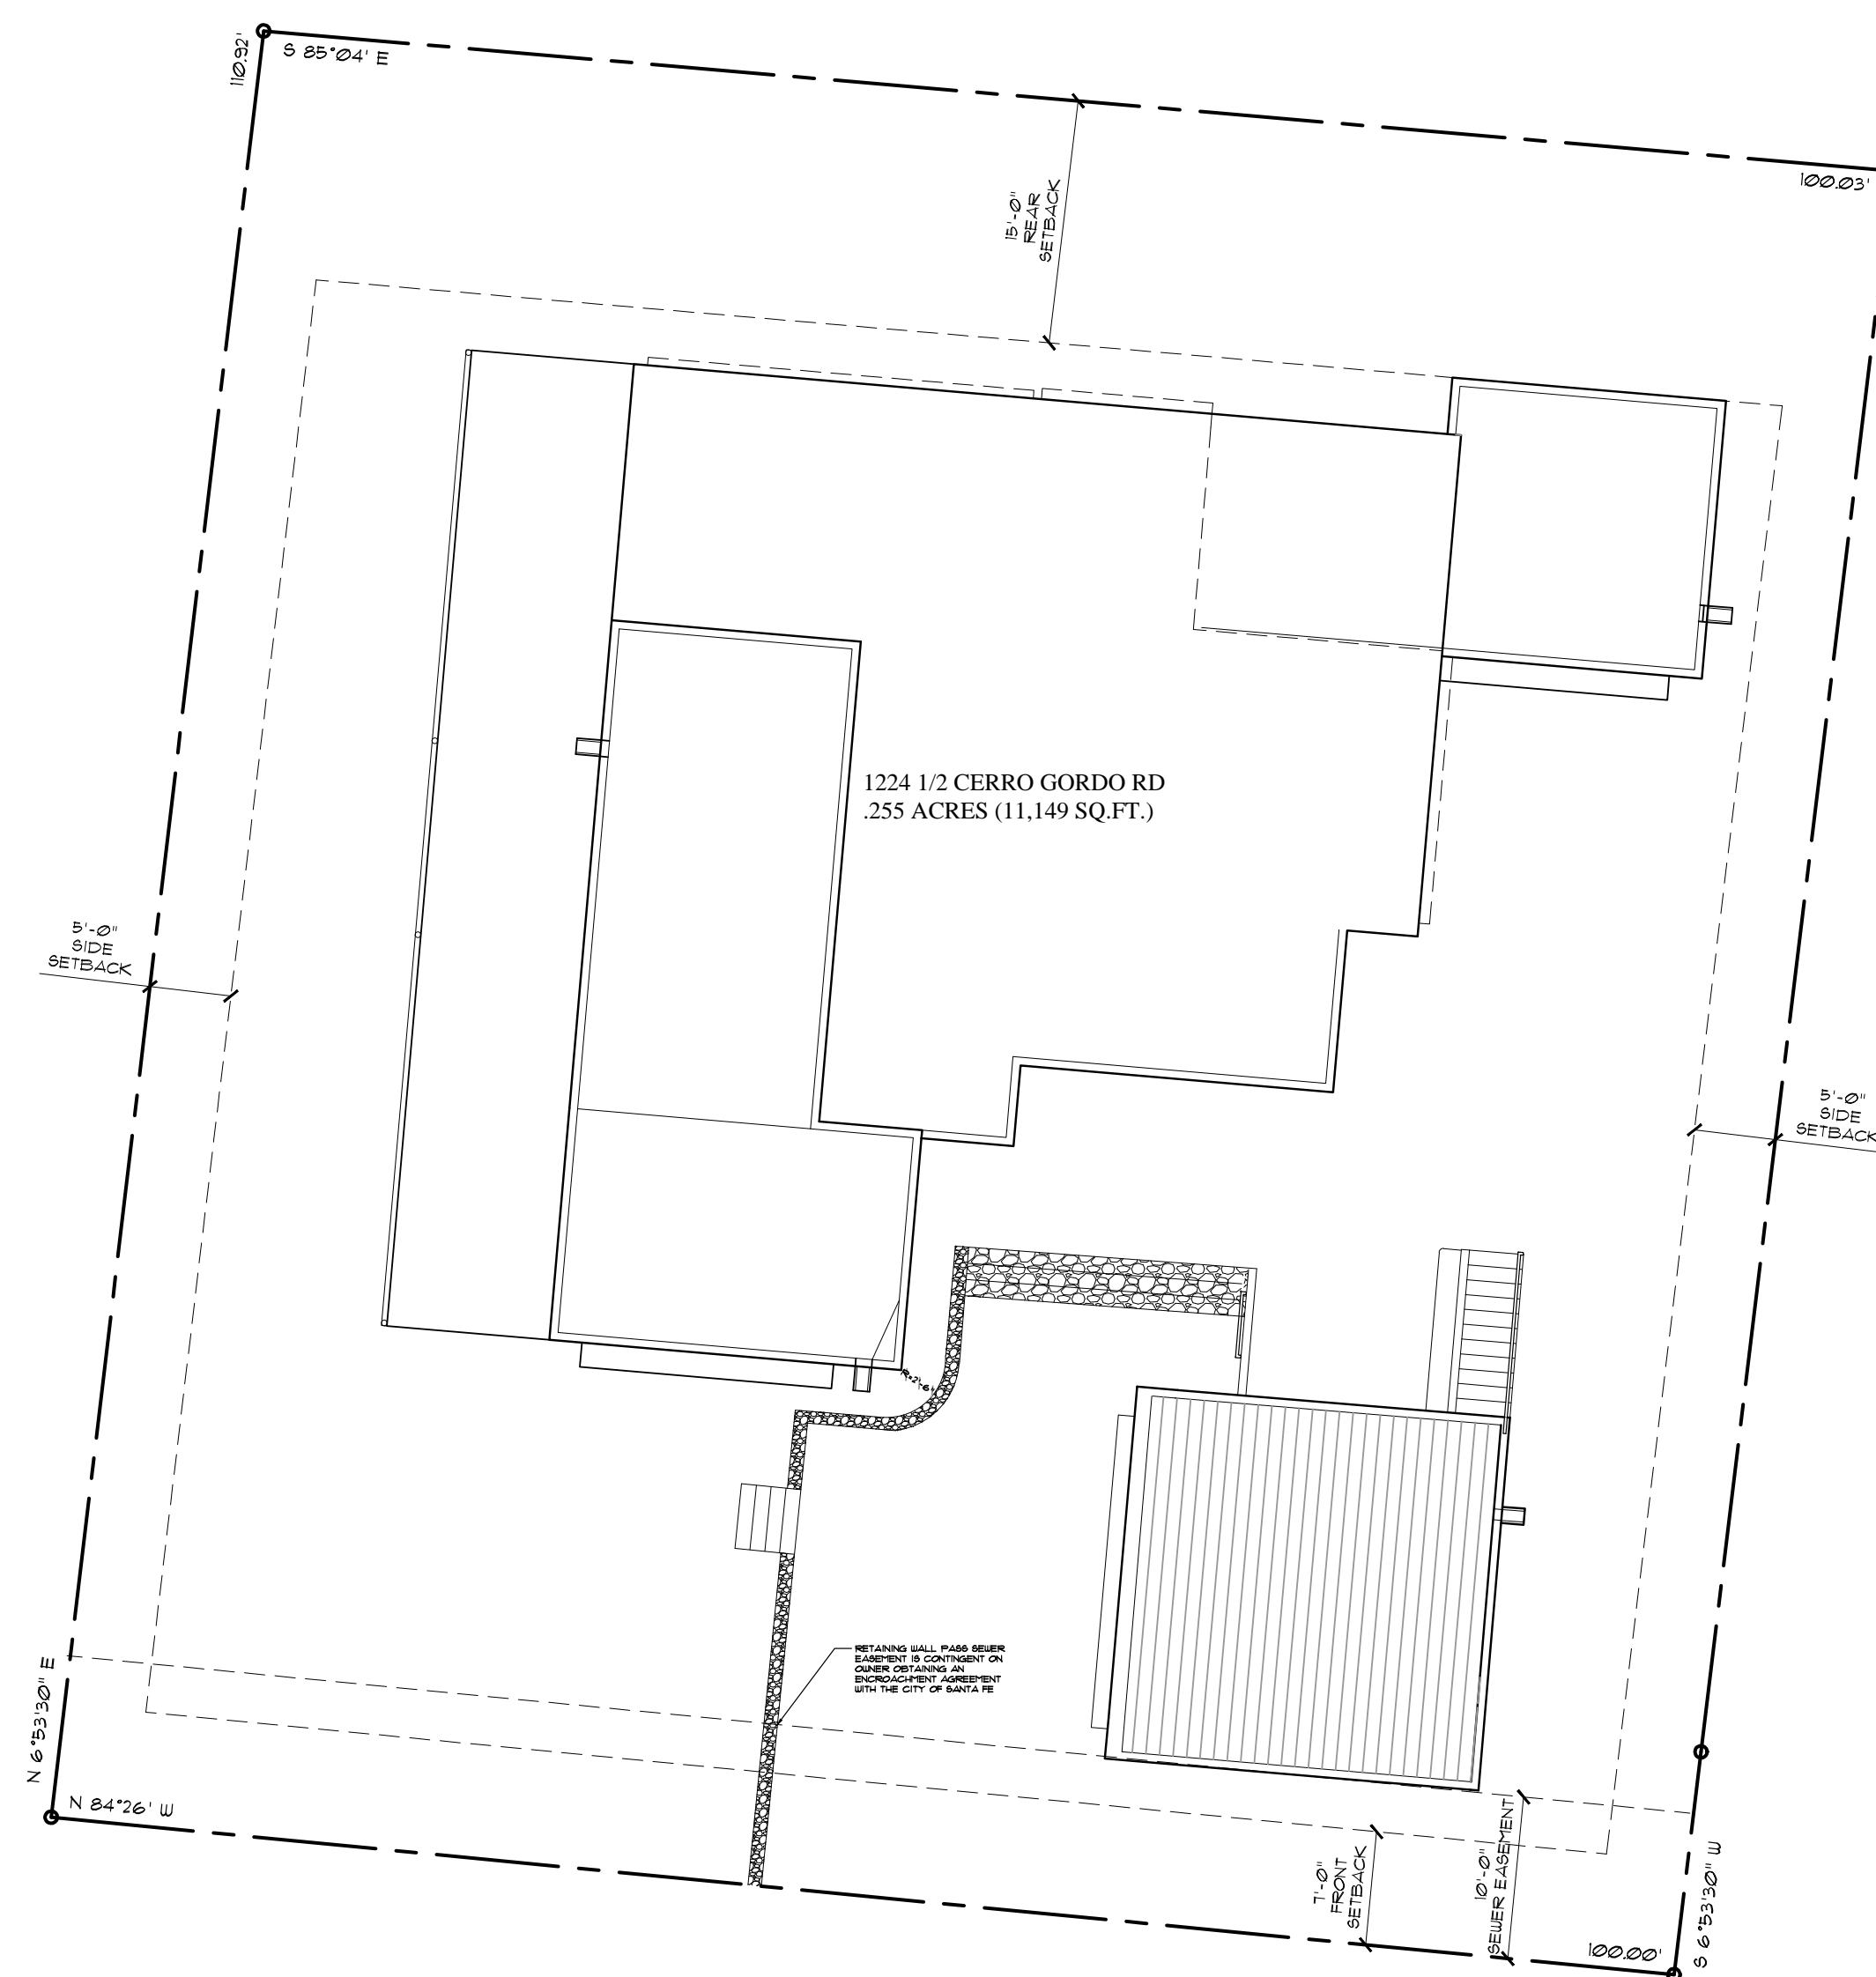 110.92'
S 85°04' E
100.03'
15'-0"
REAR
SETBACK
1224 1/2 CERRO GORDO RD
.255 ACRES (11,149 SQ.FT.)
5'-0"
SIDE
SETBACK
5'-0"
SIDE
SETBACK
R=2'-6"
RETAINING WALL PASS SEWER
EASEMENT IS CONTINGENT ON
OWNER OBTAINING AN
ENCROACHMENT AGREEMENT
WITH THE CITY OF SANTA FE
N 6°53'30" E
N 84°26' W
7'-0"
FRONT
SETBACK
10'-0"
SEWER EASEMENT
100.00'
S 6°53'30" W